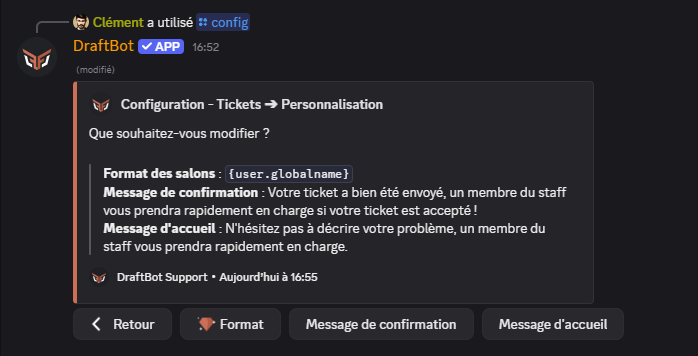 Clément a utilisé config
DraftBot ✓ APP 16:52
(modifié)
Configuration - Tickets ➔ Personnalisation
Que souhaitez-vous modifier ?
Format des salons : {user.globalname}
Message de confirmation : Votre ticket a bien été envoyé, un membre du staff
vous prendra rapidement en charge si votre ticket est accepté !
Message d'accueil : N'hésitez pas à décrire votre problème, un membre du
staff vous prendra rapidement en charge.
DraftBot Support • Aujourd'hui à 16:55
Retour Format Message de confirmation Message d'accueil